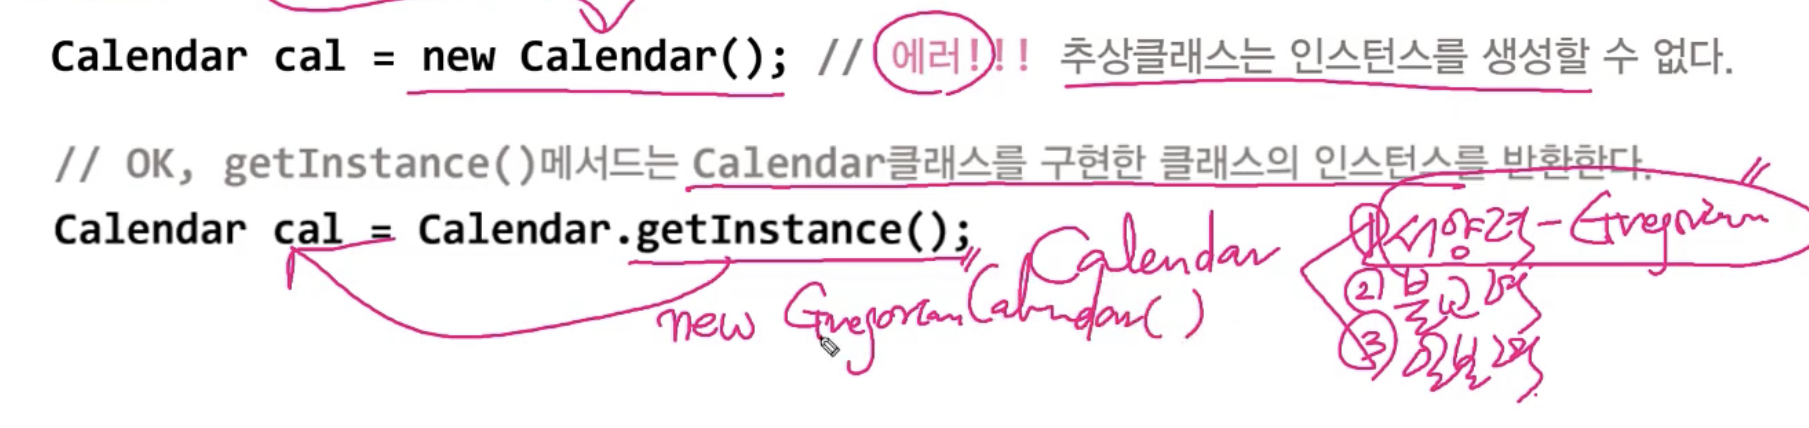 Calendar cal = new Calendar(); // 에러!!! 추상클래스는 인스턴스를 생성할 수 없다.
// OK, getInstance()메서드는 Calendar클래스를 구현한 클래스의 인스턴스를 반환한다.
Calendar cal = Calendar.getInstance();
Calendar
new GregorianCalendar()
① 서양력 - Gregorian
② 불교력
③ 일본력